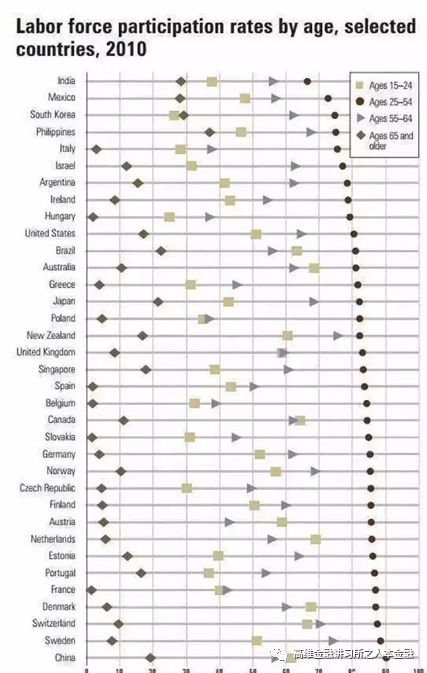 Labor force participation rates by age, selected
countries, 2010
Ages 15–24
Ages 25–54
Ages 55–64
Ages 65 and
older
India
Mexico
South Korea
Philippines
Italy
Israel
Argentina
Ireland
Hungary
United States
Brazil
Australia
Greece
Japan
Poland
New Zealand
United Kingdom
Singapore
Spain
Belgium
Canada
Slovakia
Germany
Norway
Czech Republic
Finland
Austria
Netherlands
Estonia
Portugal
France
Denmark
Switzerland
Sweden
China
0 10 20 30 40 50 60 70 80 90 100
高维金融讲习所之人本金融